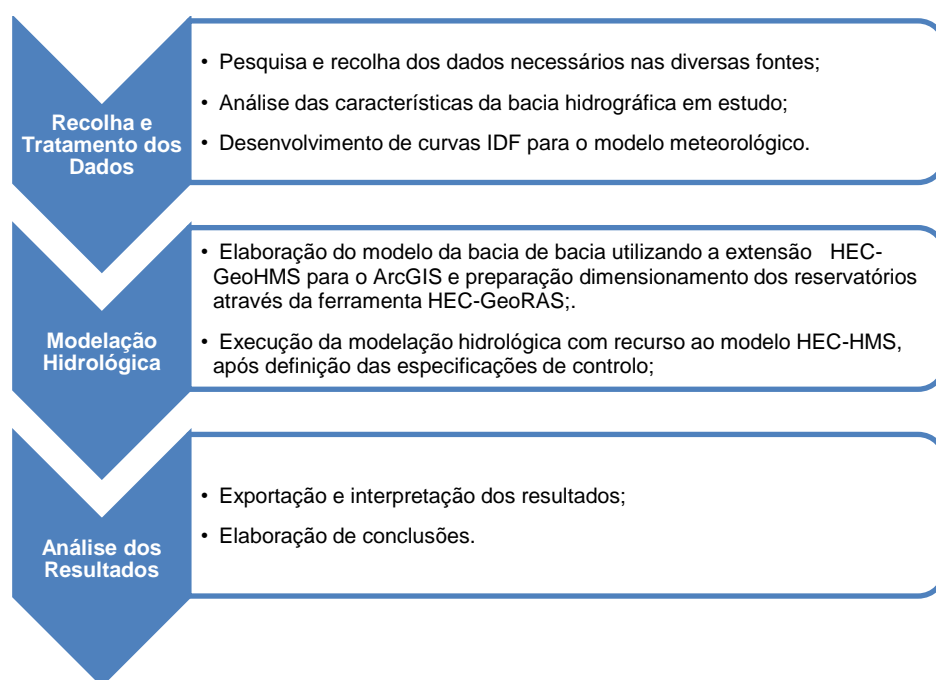 Recolha e
Tratamento dos
Dados
• Pesquisa e recolha dos dados necessários nas diversas fontes;
• Análise das características da bacia hidrográfica em estudo;
• Desenvolvimento de curvas IDF para o modelo meteorológico.
Modelação
Hidrológica
• Elaboração do modelo da bacia de bacia utilizando a extensão HEC-
GeoHMS para o ArcGIS e preparação dimensionamento dos reservatórios
através da ferramenta HEC-GeoRAS;.
• Execução da modelação hidrológica com recurso ao modelo HEC-HMS,
após definição das especificações de controlo;
Análise dos
Resultados
• Exportação e interpretação dos resultados;
• Elaboração de conclusões.